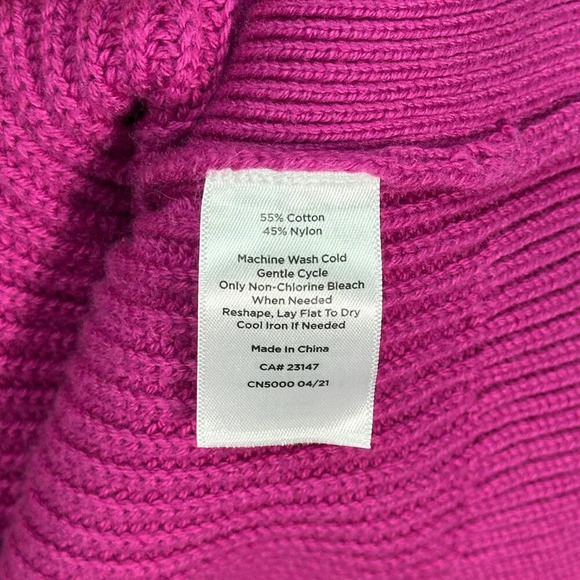 55% Cotton
45% Nylon
Machine Wash Cold
Gentle Cycle
Only Non-Chlorine Bleach
When Needed
Reshape, Lay Flat To Dry
Cool Iron If Needed
Made In China
CA# 23147
CN5000 04/21